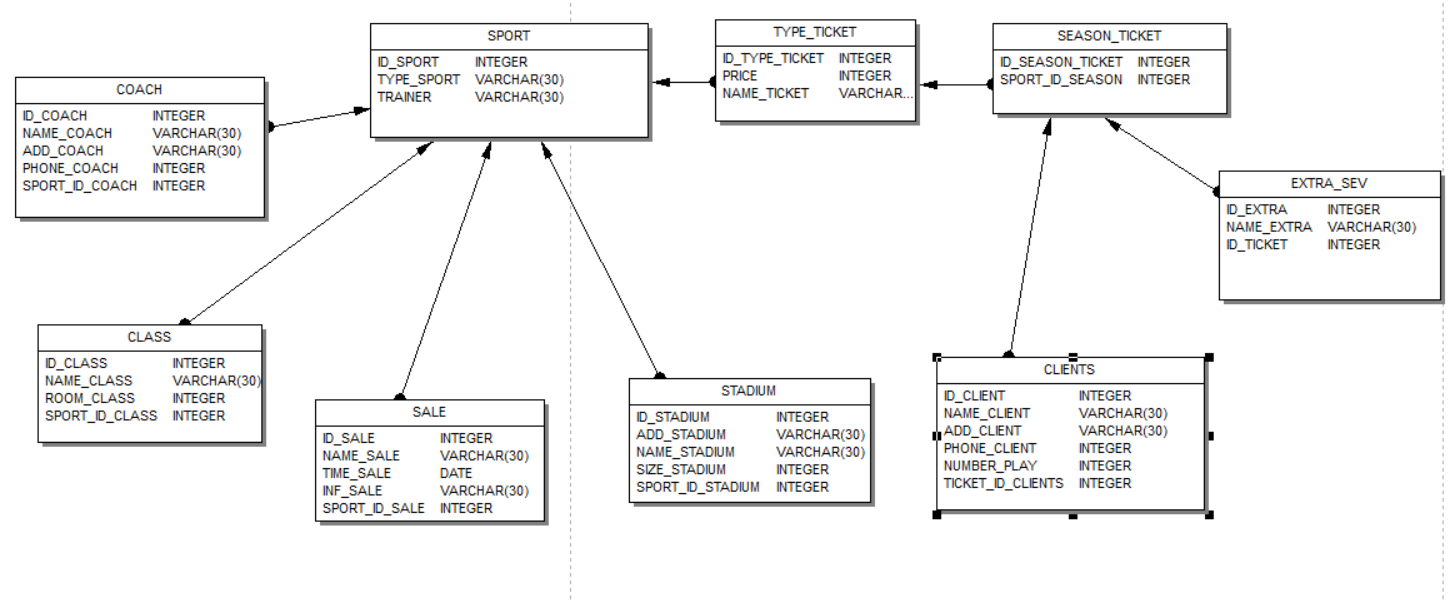 COACH
ID_COACH INTEGER
NAME_COACH VARCHAR(30)
ADD_COACH VARCHAR(30)
PHONE_COACH INTEGER
SPORT_ID_COACH INTEGER
SPORT
ID_SPORT INTEGER
TYPE_SPORT VARCHAR(30)
TRAINER VARCHAR(30)
TYPE_TICKET
ID_TYPE_TICKET INTEGER
PRICE INTEGER
NAME_TICKET VARCHAR...
SEASON_TICKET
ID_SEASON_TICKET INTEGER
SPORT_ID_SEASON INTEGER
EXTRA_SEV
ID_EXTRA INTEGER
NAME_EXTRA VARCHAR(30)
ID_TICKET INTEGER
CLASS
ID_CLASS INTEGER
NAME_CLASS VARCHAR(30)
ROOM_CLASS INTEGER
SPORT_ID_CLASS INTEGER
SALE
ID_SALE INTEGER
NAME_SALE VARCHAR(30)
TIME_SALE DATE
INF_SALE VARCHAR(30)
SPORT_ID_SALE INTEGER
STADIUM
ID_STADIUM INTEGER
ADD_STADIUM VARCHAR(30)
NAME_STADIUM VARCHAR(30)
SIZE_STADIUM INTEGER
SPORT_ID_STADIUM INTEGER
CLIENTS
ID_CLIENT INTEGER
NAME_CLIENT VARCHAR(30)
ADD_CLIENT VARCHAR(30)
PHONE_CLIENT INTEGER
NUMBER_PLAY INTEGER
TICKET_ID_CLIENTS INTEGER